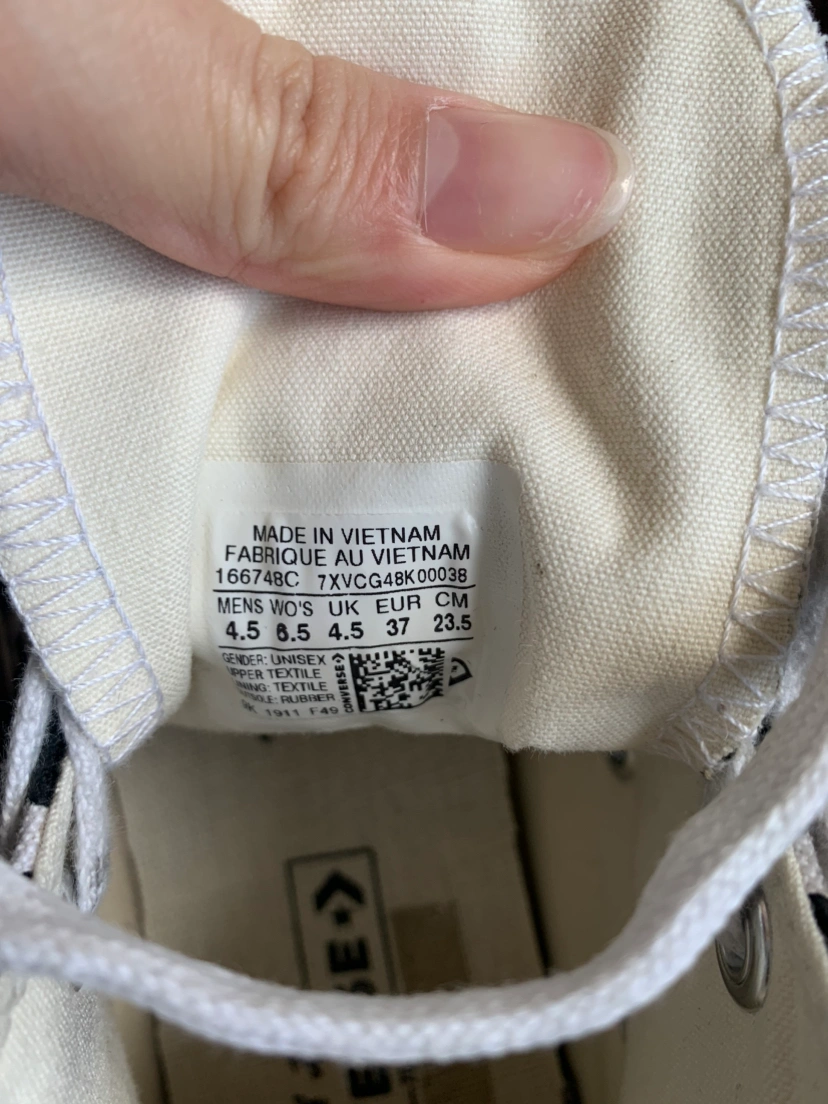 MADE IN VIETNAM
FABRIQUE AU VIETNAM
166748C 7XVCG48K00038
MENS WO'S UK EUR CM
4.5 6.5 4.5 37 23.5
GENDER: UNISEX
UPPER TEXTILE
LINING: TEXTILE
RUBBER
1911 F49
CONVERSE